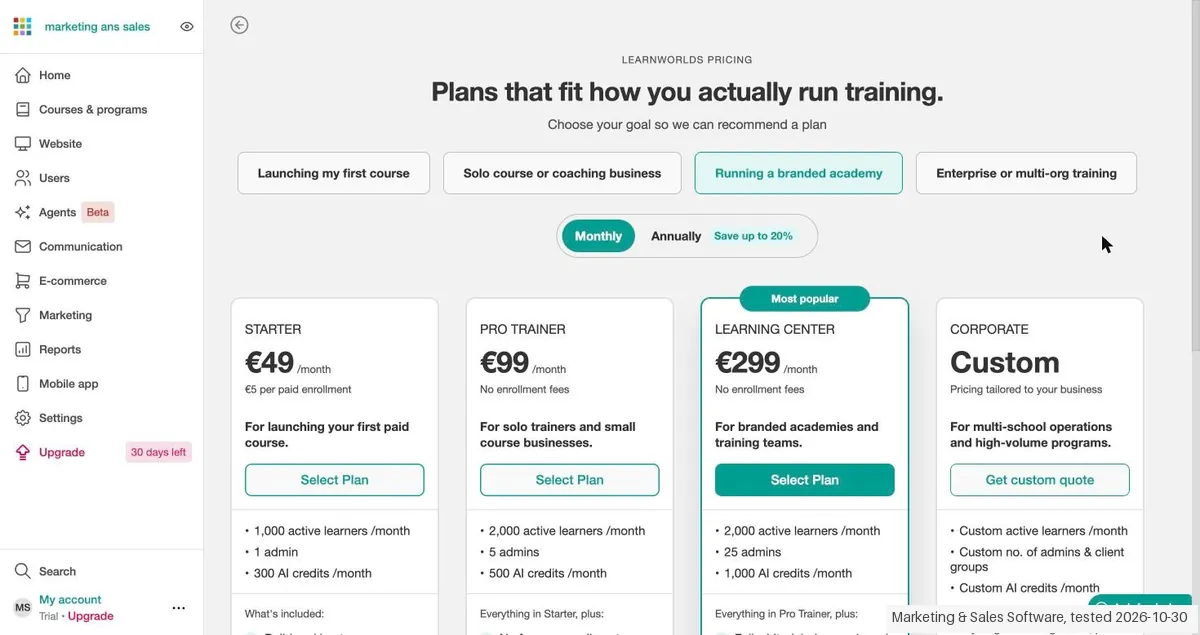 marketing ans sales
Home
Courses & programs
Website
Users
Agents Beta
Communication
E-commerce
Marketing
Reports
Mobile app
Settings
Upgrade 30 days left
Search
MS
My account
Trial • Upgrade
LEARNWORLDS PRICING
Plans that fit how you actually run training.
Choose your goal so we can recommend a plan
Launching my first course
Solo course or coaching business
Running a branded academy
Enterprise or multi-org training
Monthly
Annually Save up to 20%
STARTER
€49 /month
€5 per paid enrollment
For launching your first paid
course.
Select Plan
• 1,000 active learners /month
• 1 admin
• 300 AI credits /month
What's included:
PRO TRAINER
€99 /month
No enrollment fees
For solo trainers and small
course businesses.
Select Plan
• 2,000 active learners /month
• 5 admins
• 500 AI credits /month
Everything in Starter, plus:
Most popular
LEARNING CENTER
€299 /month
No enrollment fees
For branded academies and
training teams.
Select Plan
• 2,000 active learners /month
• 25 admins
• 1,000 AI credits /month
Everything in Pro Trainer, plus:
CORPORATE
Custom
Pricing tailored to your business
For multi-school operations
and high-volume programs.
Get custom quote
• Custom active learners /month
• Custom no. of admins & client
groups
• Custom AI credits /month
Marketing & Sales Software, tested 2026-10-30